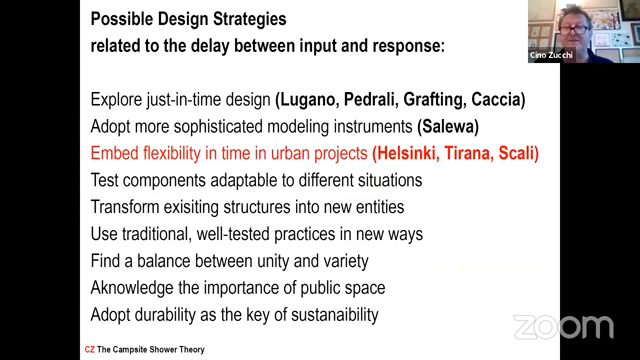 Possible Design Strategies
related to the delay between input and response:
Cino Zucchi
Explore just-in-time design (Lugano, Pedrali, Grafting, Caccia)
Adopt more sophisticated modeling instruments (Salewa)
Embed flexibility in time in urban projects (Helsinki, Tirana, Scali)
Test components adaptable to different situations
Transform exisiting structures into new entities
Use traditional, well-tested practices in new ways
Find a balance between unity and variety
Aknowledge the importance of public space
Adopt durability as the key of sustanaibility
zoom
CZ The Campsite Shower Theory